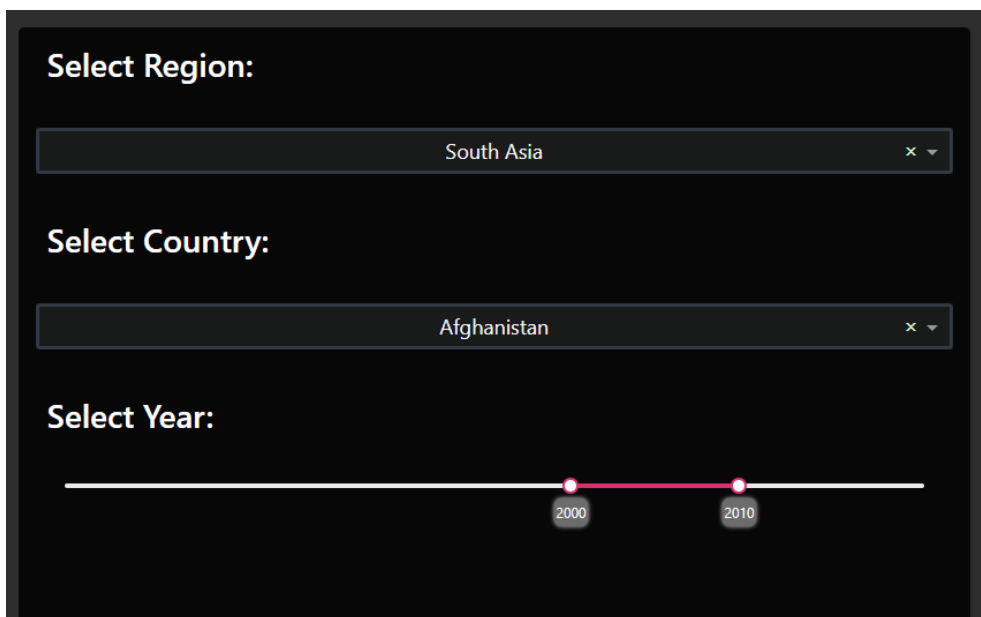 Select Region:
South Asia × 
Select Country:
Afghanistan ×
Select Year:
2000 2010